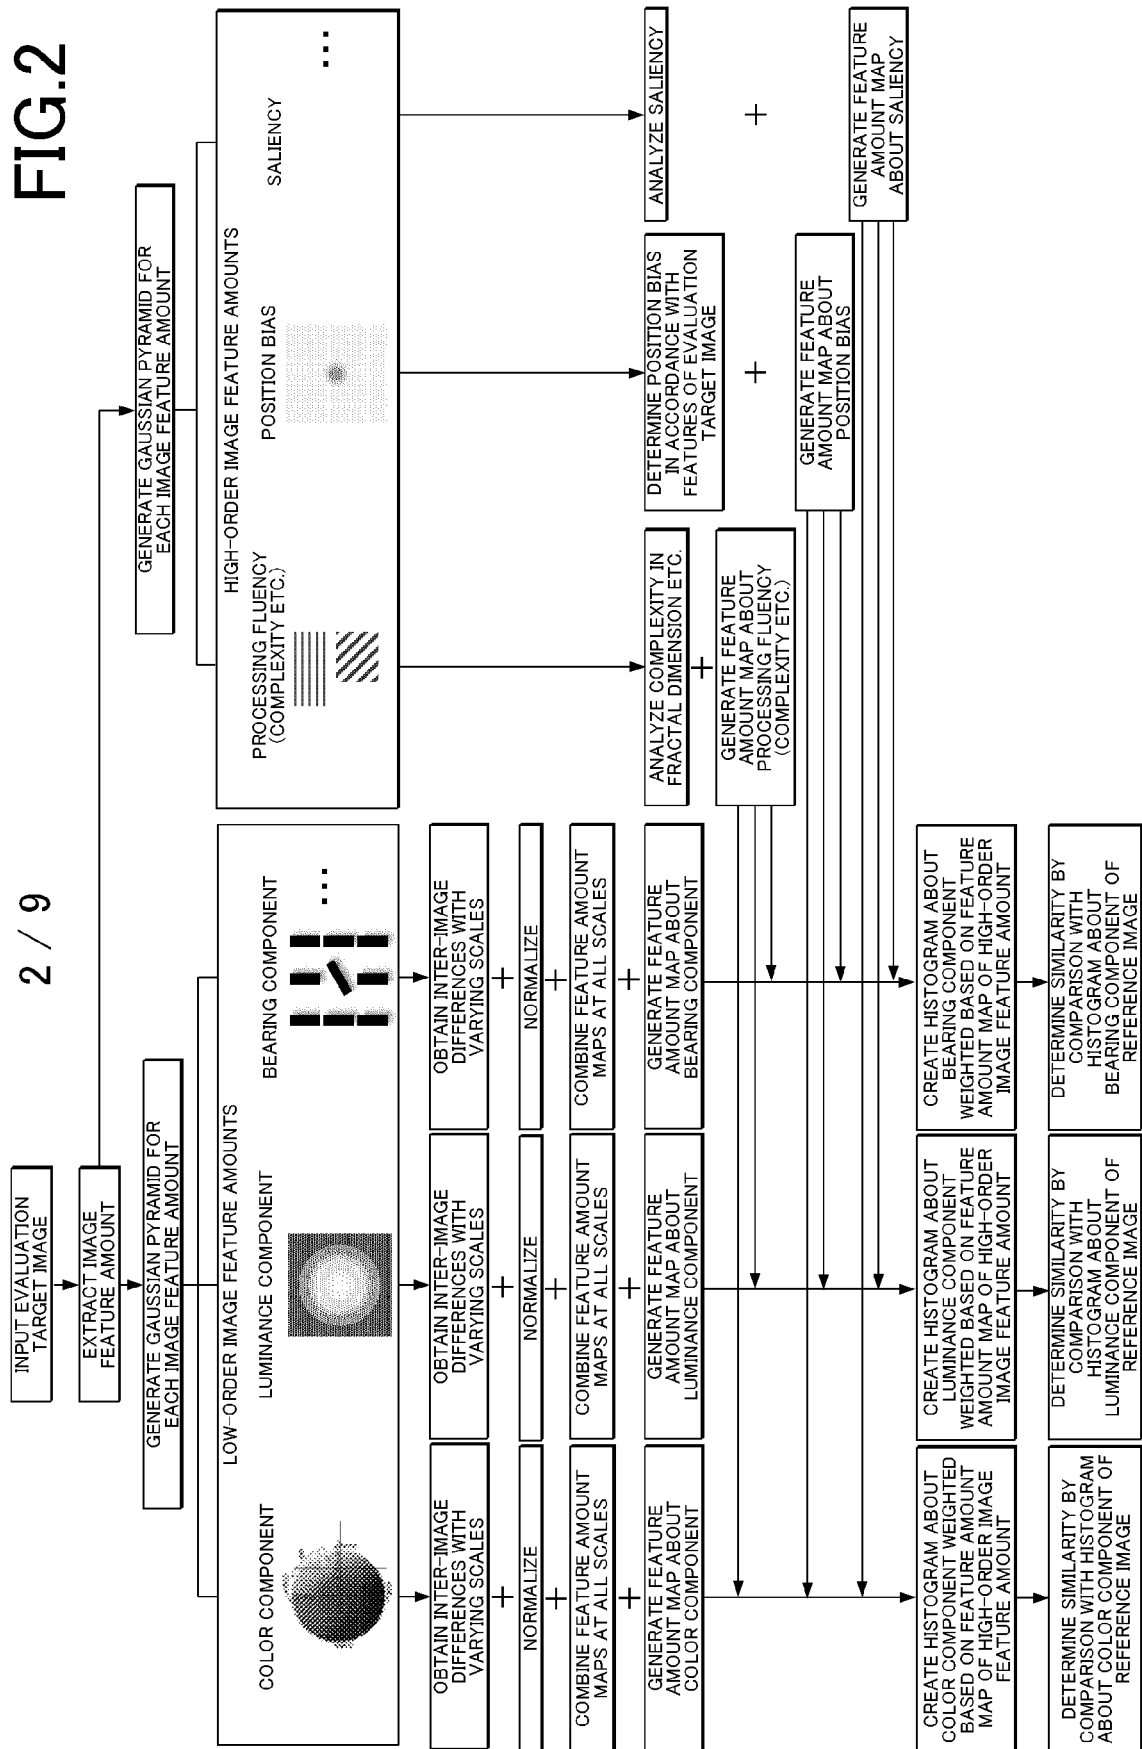 2 / 9
FIG.2
INPUT EVALUATION
TARGET IMAGE
EXTRACT IMAGE
FEATURE AMOUNT
GENERATE GAUSSIAN PYRAMID FOR
EACH IMAGE FEATURE AMOUNT
GENERATE GAUSSIAN PYRAMID FOR
EACH IMAGE FEATURE AMOUNT
LOW-ORDER IMAGE FEATURE AMOUNTS
COLOR COMPONENT
LUMINANCE COMPONENT
BEARING COMPONENT
...
HIGH-ORDER IMAGE FEATURE AMOUNTS
PROCESSING FLUENCY
(COMPLEXITY ETC.)
POSITION BIAS
SALIENCY
...
OBTAIN INTER-IMAGE
DIFFERENCES WITH
VARYING SCALES
OBTAIN INTER-IMAGE
DIFFERENCES WITH
VARYING SCALES
OBTAIN INTER-IMAGE
DIFFERENCES WITH
VARYING SCALES
+
+
+
NORMALIZE
NORMALIZE
NORMALIZE
+
+
+
COMBINE FEATURE AMOUNT
MAPS AT ALL SCALES
COMBINE FEATURE AMOUNT
MAPS AT ALL SCALES
COMBINE FEATURE AMOUNT
MAPS AT ALL SCALES
+
+
+
GENERATE FEATURE
AMOUNT MAP ABOUT
COLOR COMPONENT
GENERATE FEATURE
AMOUNT MAP ABOUT
LUMINANCE COMPONENT
GENERATE FEATURE
AMOUNT MAP ABOUT
BEARING COMPONENT
ANALYZE COMPLEXITY IN
FRACTAL DIMENSION ETC.
DETERMINE POSITION BIAS
IN ACCORDANCE WITH
FEATURES OF EVALUATION
TARGET IMAGE
ANALYZE SALIENCY
+
+
+
GENERATE FEATURE
AMOUNT MAP ABOUT
PROCESSING FLUENCY
(COMPLEXITY ETC.)
GENERATE FEATURE
AMOUNT MAP ABOUT
POSITION BIAS
GENERATE FEATURE
AMOUNT MAP
ABOUT SALIENCY
CREATE HISTOGRAM ABOUT
COLOR COMPONENT WEIGHTED
BASED ON FEATURE AMOUNT
MAP OF HIGH-ORDER IMAGE
FEATURE AMOUNT
CREATE HISTOGRAM ABOUT
LUMINANCE COMPONENT
WEIGHTED BASED ON FEATURE
AMOUNT MAP OF HIGH-ORDER
IMAGE FEATURE AMOUNT
CREATE HISTOGRAM ABOUT
BEARING COMPONENT
WEIGHTED BASED ON FEATURE
AMOUNT MAP OF HIGH-ORDER
IMAGE FEATURE AMOUNT
DETERMINE SIMILARITY BY
COMPARISON WITH HISTOGRAM
ABOUT COLOR COMPONENT OF
REFERENCE IMAGE
DETERMINE SIMILARITY BY
COMPARISON WITH
HISTOGRAM ABOUT
LUMINANCE COMPONENT OF
REFERENCE IMAGE
DETERMINE SIMILARITY BY
COMPARISON WITH
HISTOGRAM ABOUT
BEARING COMPONENT OF
REFERENCE IMAGE